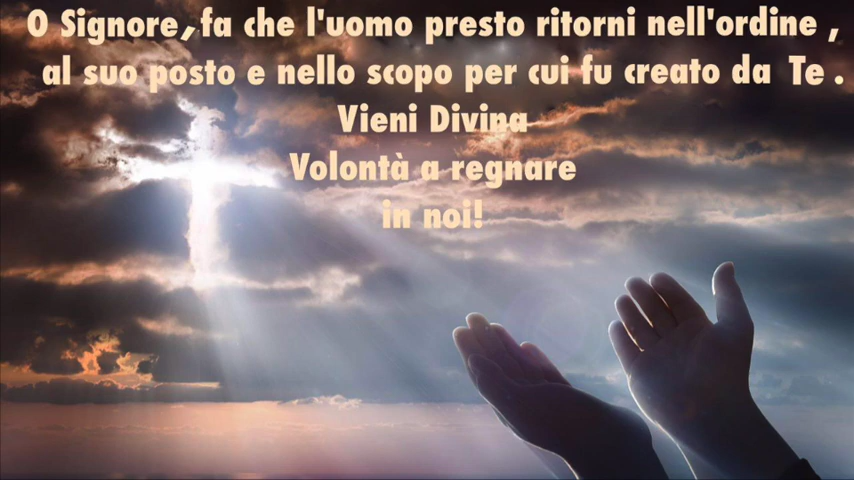 O Signore, fa che l'uomo presto ritorni nell'ordine ,
al suo posto e nello scopo per cui fu creato da Te .
Vieni Divina
Volontà a regnare
in noi!